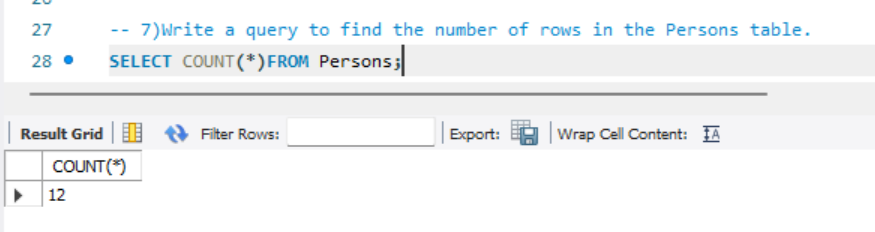 27 -- 7)Write a query to find the number of rows in the Persons table.
28 SELECT COUNT(*)FROM Persons;
Result Grid Filter Rows: Export: Wrap Cell Content: IA
COUNT(*)
12